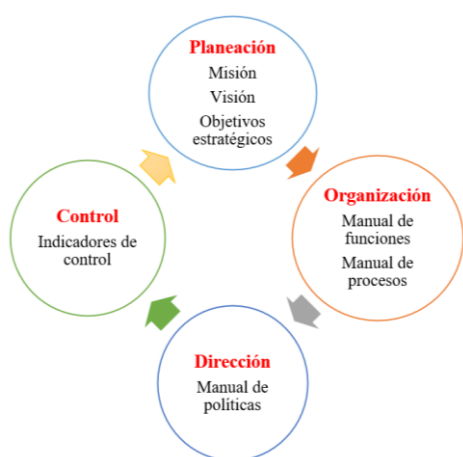 Planeación
Misión
Visión
Objetivos
estratégicos
Organización
Manual de
funciones
Manual de
procesos
Dirección
Manual de
políticas
Control
Indicadores de
control